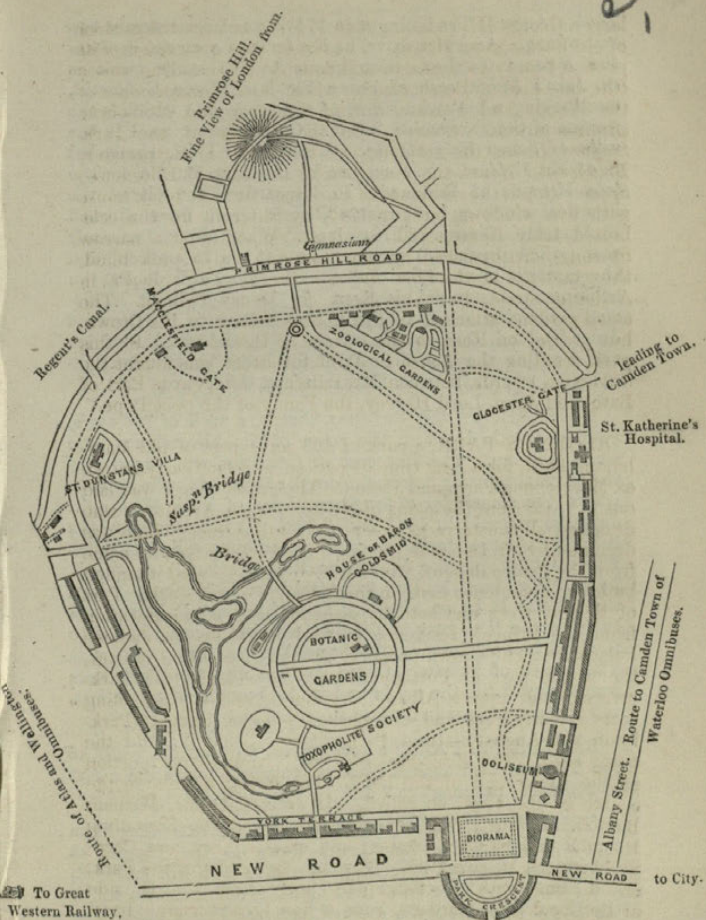 Primrose Hill.
Fine View of London from.
Gymnasium
PRIMROSE HILL ROAD
Regent's Canal.
MACCLESFIELD GATE
ZOOLOGICAL GARDENS
leading to
Camden Town.
GLOCESTER GATE
St. Katherine's
Hospital.
ST. DUNSTANS VILLA
Susp.n Bridge
Bridge
HOUSE OF BARON
GOLDSMID
BOTANIC
GARDENS
TOXOPHOLITE SOCIETY
COLISEUM
Albany Street. Route to Camden Town of
Waterloo Omnibuses.
Route of Atlas and Wellington
Omnibuses.
YORK TERRACE
DIORAMA
NEW ROAD
PARK CRESCENT
NEW ROAD
to City.
To Great
Western Railway.